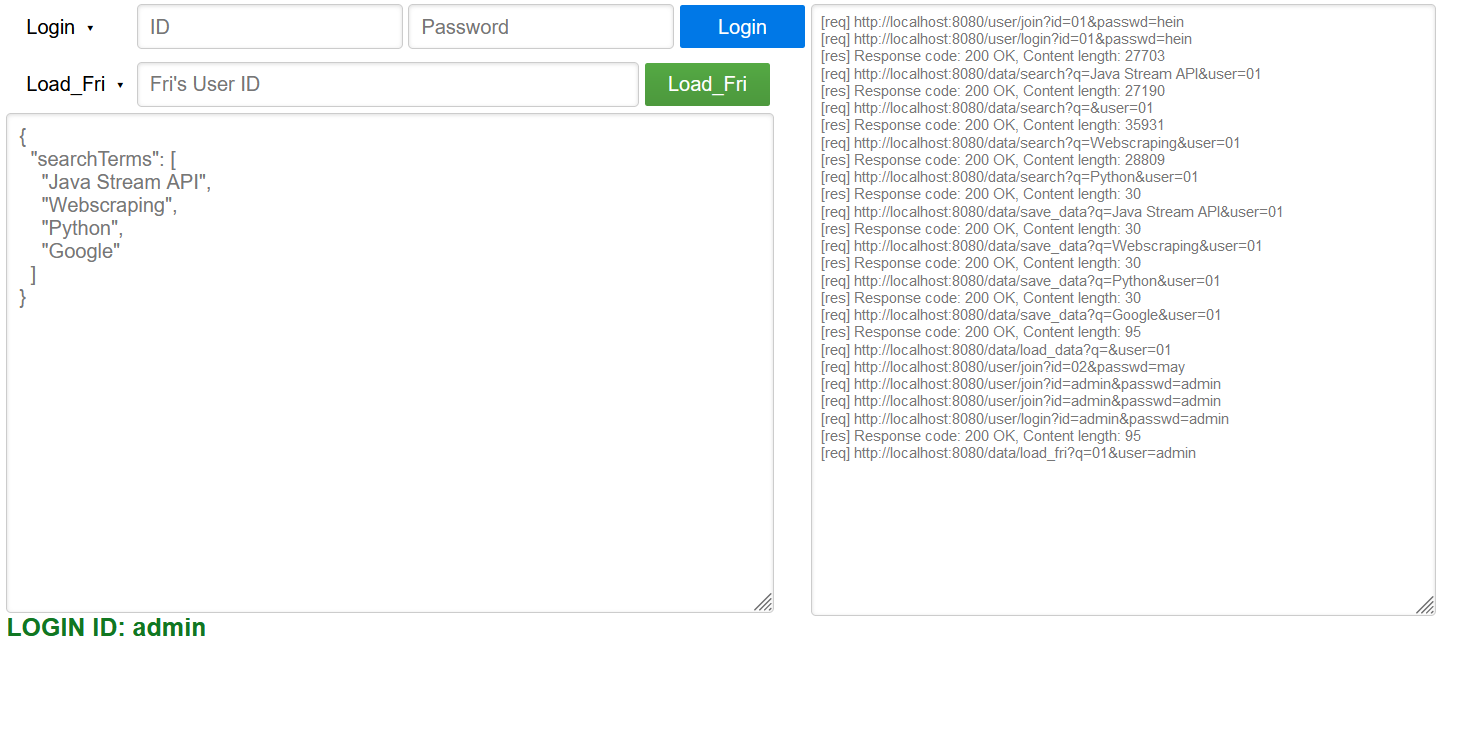 Login
ID
Password
Login
Load_Fri
Fri's User ID
Load_Fri
{
"searchTerms": [
"Java Stream API",
"Webscraping",
"Python",
"Google"
]
}
LOGIN ID: admin
[req] http://localhost:8080/user/join?id=01&passwd=hein
[req] http://localhost:8080/user/login?id=01&passwd=hein
[res] Response code: 200 OK, Content length: 27703
[req] http://localhost:8080/data/search?q=Java Stream API&user=01
[res] Response code: 200 OK, Content length: 27190
[req] http://localhost:8080/data/search?q=&user=01
[res] Response code: 200 OK, Content length: 35931
[req] http://localhost:8080/data/search?q=Webscraping&user=01
[res] Response code: 200 OK, Content length: 28809
[req] http://localhost:8080/data/search?q=Python&user=01
[res] Response code: 200 OK, Content length: 30
[req] http://localhost:8080/data/save_data?q=Java Stream API&user=01
[res] Response code: 200 OK, Content length: 30
[req] http://localhost:8080/data/save_data?q=Webscraping&user=01
[res] Response code: 200 OK, Content length: 30
[req] http://localhost:8080/data/save_data?q=Python&user=01
[res] Response code: 200 OK, Content length: 30
[req] http://localhost:8080/data/save_data?q=Google&user=01
[res] Response code: 200 OK, Content length: 95
[req] http://localhost:8080/data/load_data?q=&user=01
[req] http://localhost:8080/user/join?id=02&passwd=may
[req] http://localhost:8080/user/join?id=admin&passwd=admin
[req] http://localhost:8080/user/join?id=admin&passwd=admin
[req] http://localhost:8080/user/login?id=admin&passwd=admin
[res] Response code: 200 OK, Content length: 95
[req] http://localhost:8080/data/load_fri?q=01&user=admin